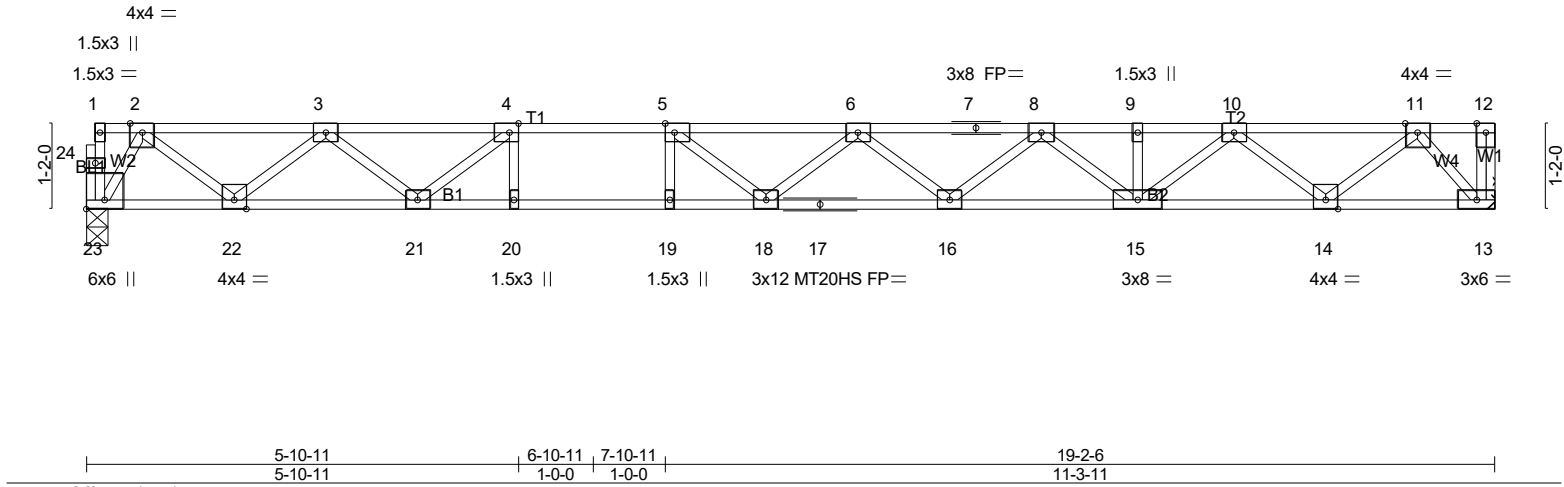 4x4 =
1.5x3 ||
1.5x3 =
3x8 FP=
1.5x3 ||
4x4 =
1 2 3 4 5 6 7 8 9 10 11 12
T1 T2
24
1-2-0
BL1
W2
B1
B2
W4
W1
1-2-0
23 22 21 20 19 18 17 16 15 14 13
6x6 || 4x4 = 1.5x3 || 1.5x3 || 3x12 MT20HS FP= 3x8 = 4x4 = 3x6 =
5-10-11 6-10-11 7-10-11 19-2-6
5-10-11 1-0-0 1-0-0 11-3-11